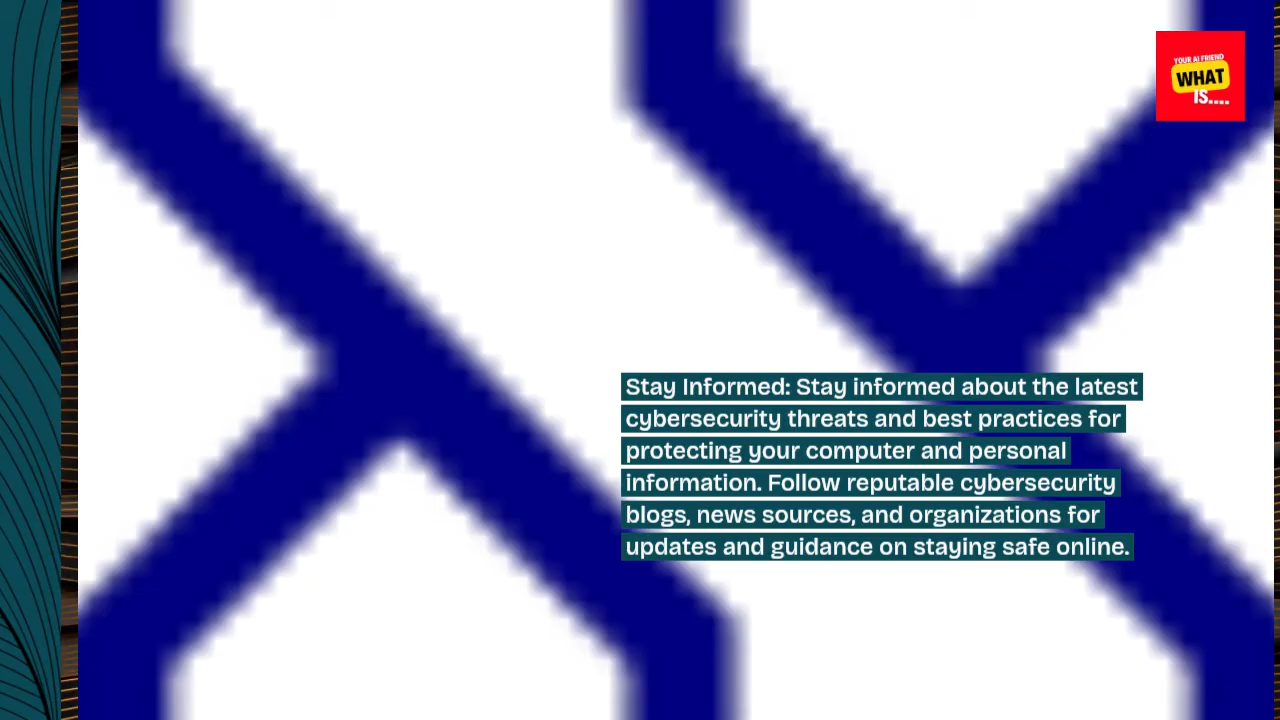 YOUR AI FRIEND
WHAT
IS....
Stay Informed: Stay informed about the latest
cybersecurity threats and best practices for
protecting your computer and personal
information. Follow reputable cybersecurity
blogs, news sources, and organizations for
updates and guidance on staying safe online.